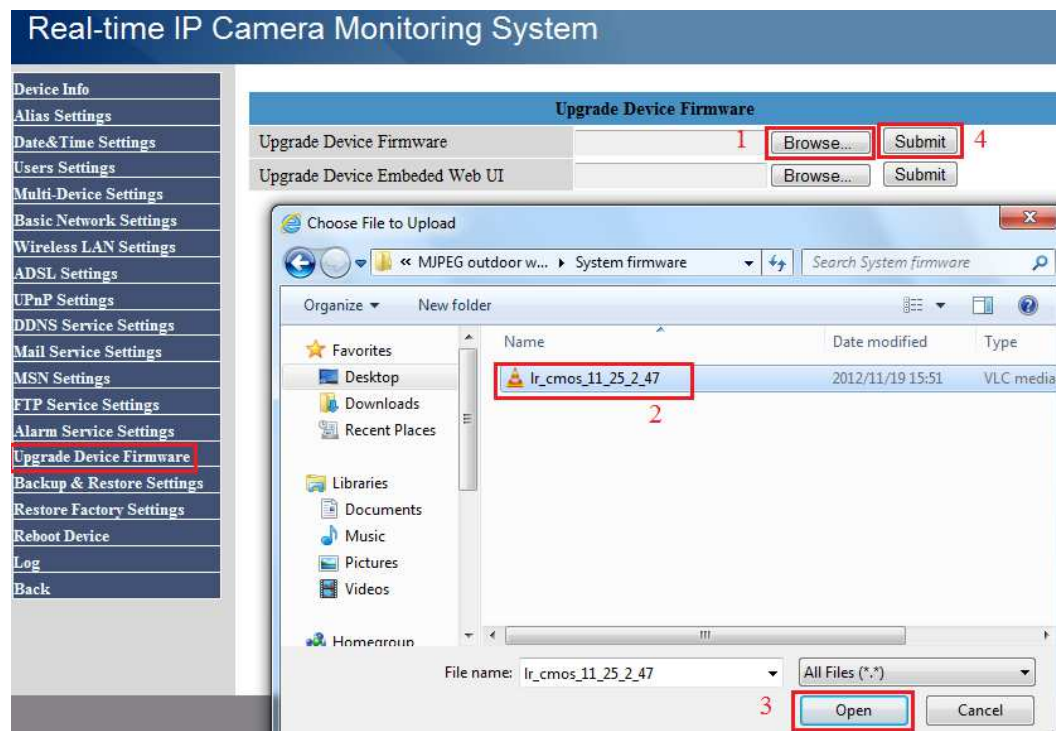 Real-time IP Camera Monitoring System
Device Info
Alias Settings
Date&Time Settings
Users Settings
Multi-Device Settings
Basic Network Settings
Wireless LAN Settings
ADSL Settings
UPnP Settings
DDNS Service Settings
Mail Service Settings
MSN Settings
FTP Service Settings
Alarm Service Settings
Upgrade Device Firmware
Backup & Restore Settings
Restore Factory Settings
Reboot Device
Log
Back
Upgrade Device Firmware
Upgrade Device Firmware 1 Browse... Submit 4
Upgrade Device Embeded Web UI Browse... Submit
Choose File to Upload
« MJPEG outdoor w... System firmware Search System firmware
Organize New folder
Favorites
Desktop
Downloads
Recent Places
Libraries
Documents
Music
Pictures
Videos
Homegroup
Name Date modified Type
lr_cmos_11_25_2_47 2012/11/19 15:51 VLC media
2
File name: lr_cmos_11_25_2_47 All Files (*.*)
3 Open Cancel